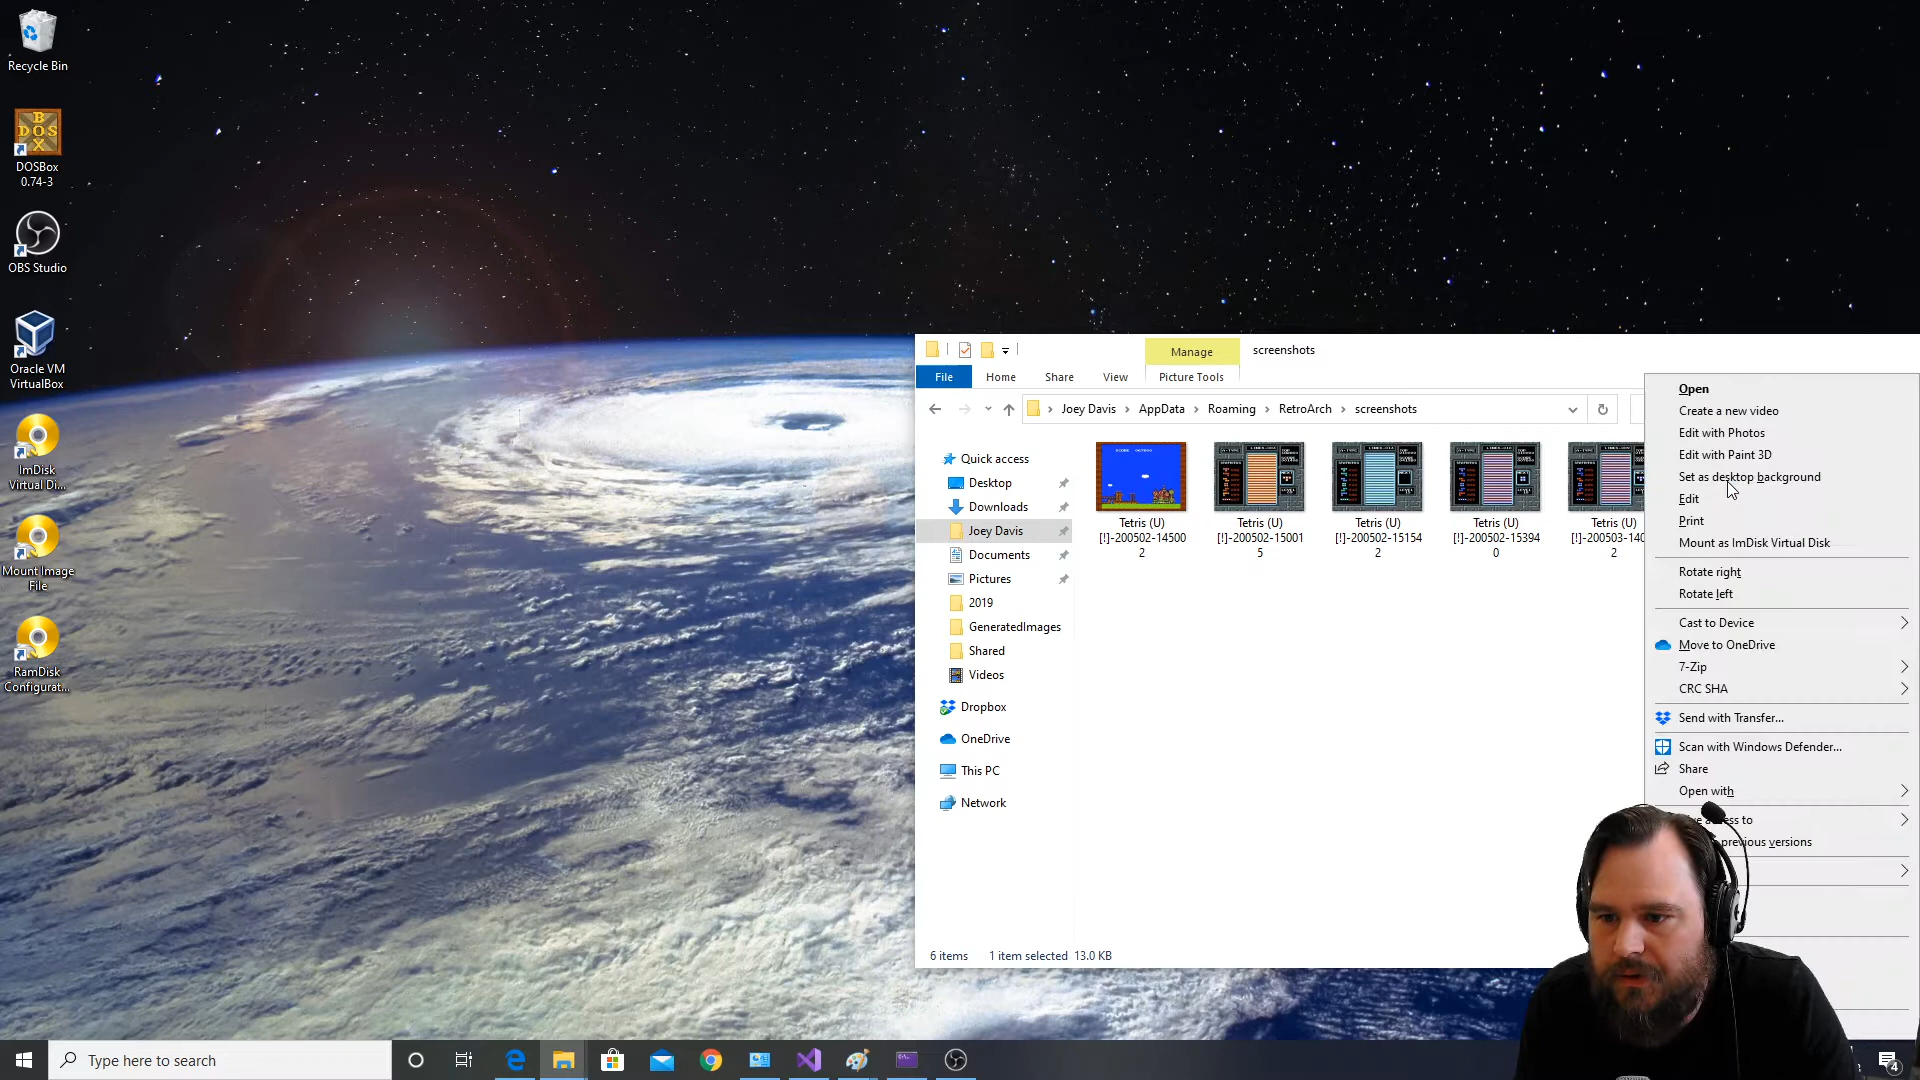 Recycle Bin
DOSBox
0.74-3
OBS Studio
Oracle VM
VirtualBox
ImDisk
Virtual Di...
Mount Image
File
RamDisk
Configurat...
Manage
screenshots
File
Home
Share
View
Picture Tools
Joey Davis
AppData
Roaming
RetroArch
screenshots
Quick access
Desktop
Downloads
Joey Davis
Documents
Pictures
2019
GeneratedImages
Shared
Videos
Dropbox
OneDrive
This PC
Network
Tetris (U)
[!]-200502-14500
2
Tetris (U)
[!]-200502-15001
5
Tetris (U)
[!]-200502-15154
2
Tetris (U)
[!]-200502-15394
0
Tetris (U)
2
6 items
1 item selected 13.0 KB
Open
Create a new video
Edit with Photos
Edit with Paint 3D
Set as desktop background
Edit
Print
Mount as ImDisk Virtual Disk
Rotate right
Rotate left
Cast to Device
Move to OneDrive
7-Zip
CRC SHA
Send with Transfer...
Scan with Windows Defender...
Share
Open with
to
previous versions
Type here to search
4